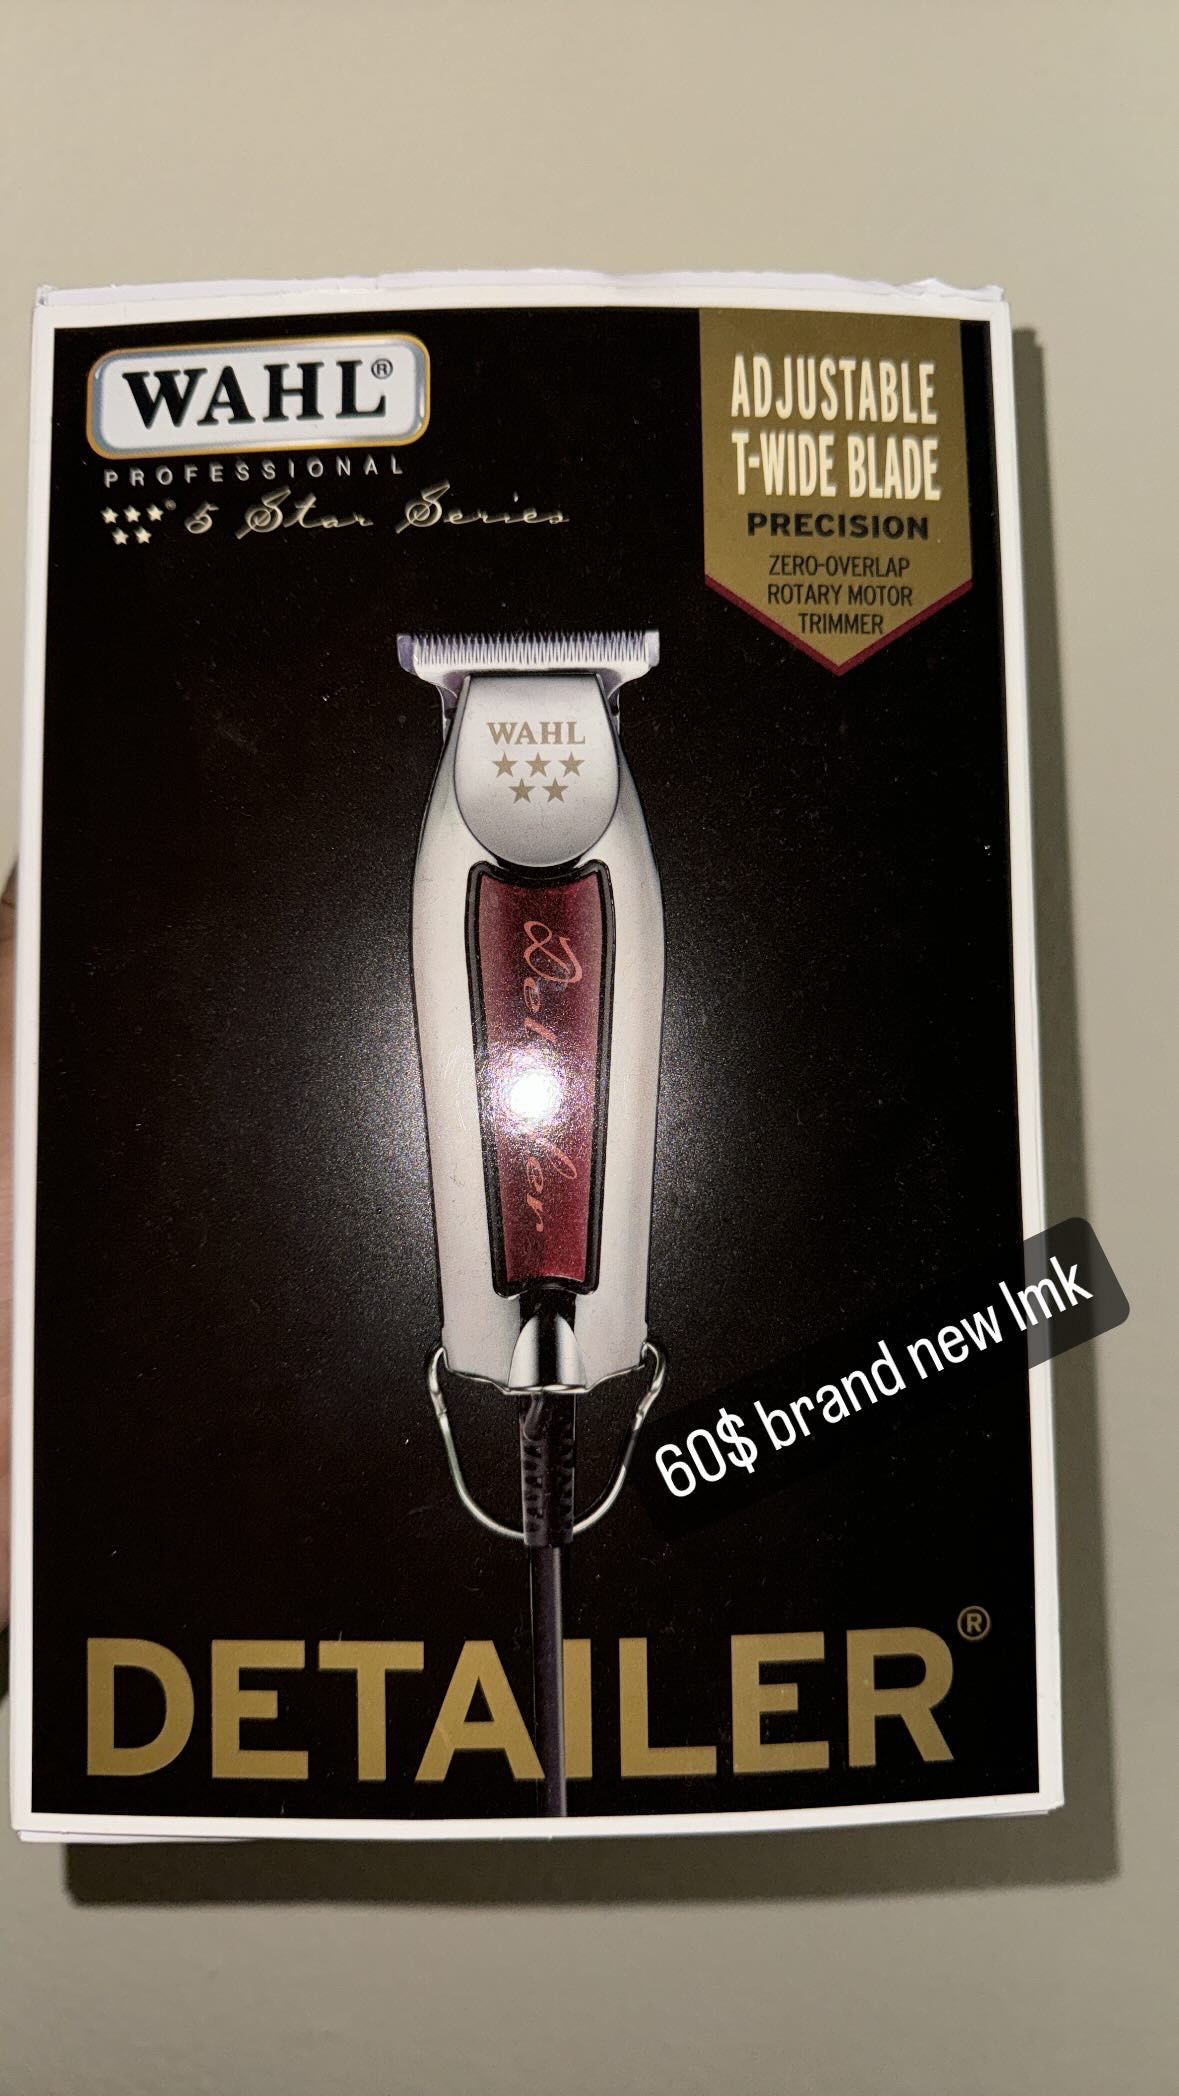 WAHL®
PROFESSIONAL
5 Star Series
ADJUSTABLE
T-WIDE BLADE
PRECISION
ZERO-OVERLAP
ROTARY MOTOR
TRIMMER
WAHL
Detailer
60$ brand new lmk
DETAILER®